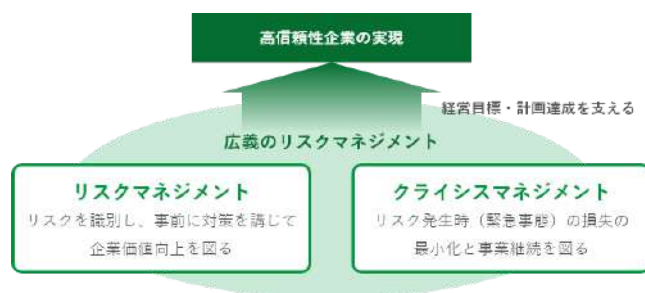 高信頼性企業の実現
経営目標・計画達成を支える
広義のリスクマネジメント
リスクマネジメント
リスクを識別し、事前に対策を講じて
企業価値向上を図る
クライシスマネジメント
リスク発生時（緊急事態）の損失の
最小化と事業継続を図る